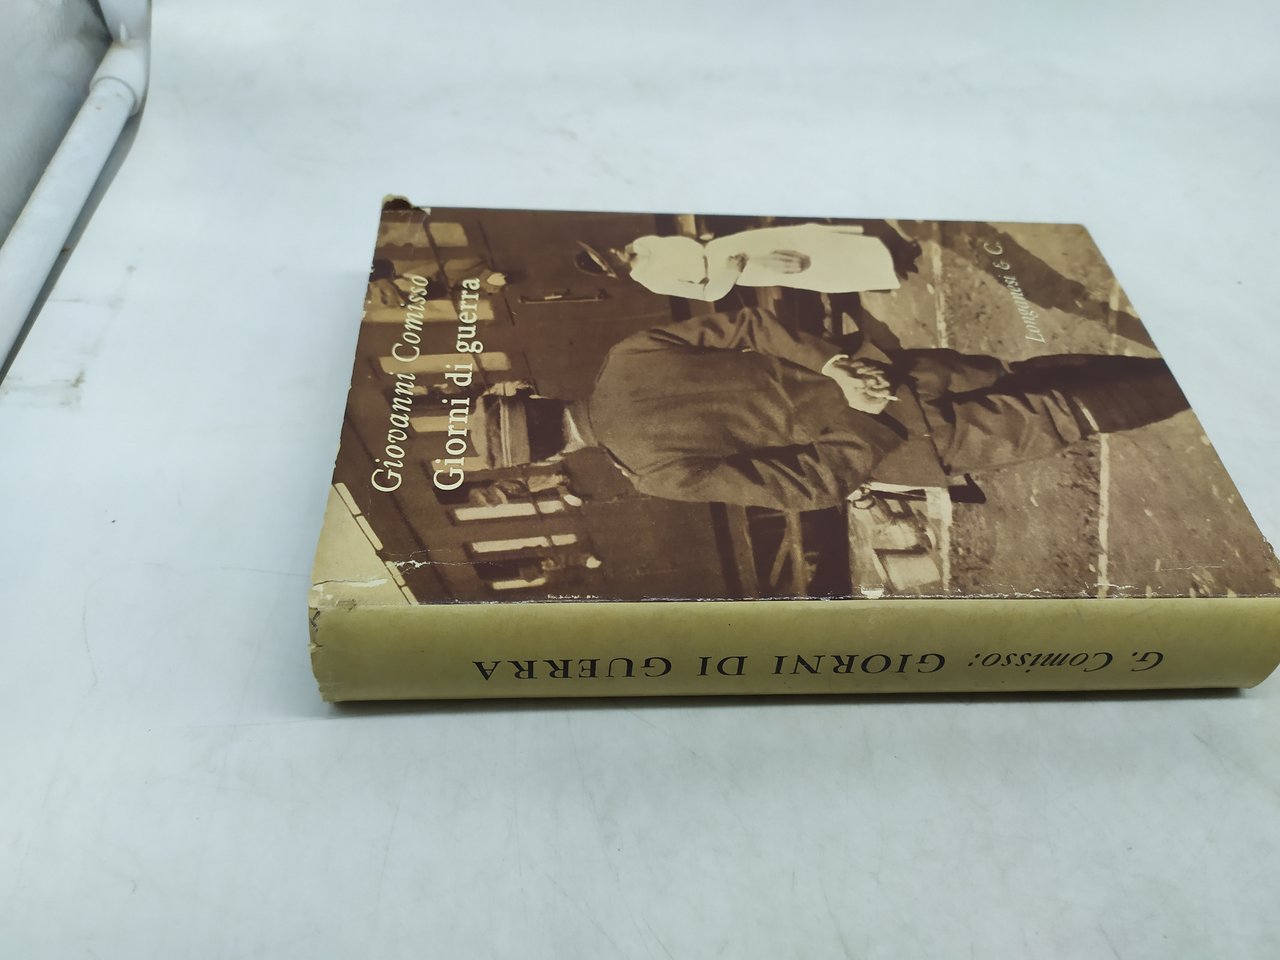 Giovanni Comisso
Giorni di guerra
Longanesi & C.
G. Comisso: GIORNI DI GUERRA